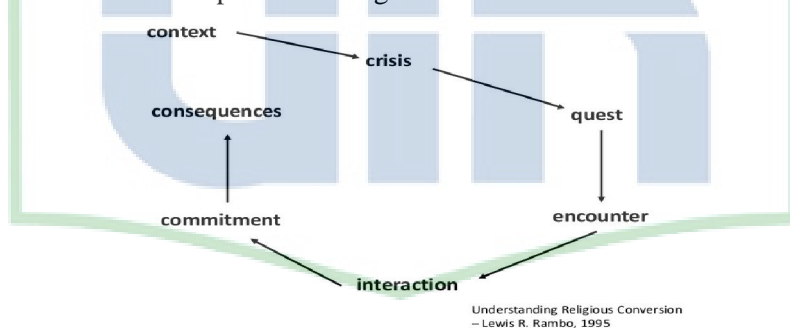 context
crisis
consequences
quest
commitment
encounter
interaction
Understanding Religious Conversion
– Lewis R. Rambo, 1995